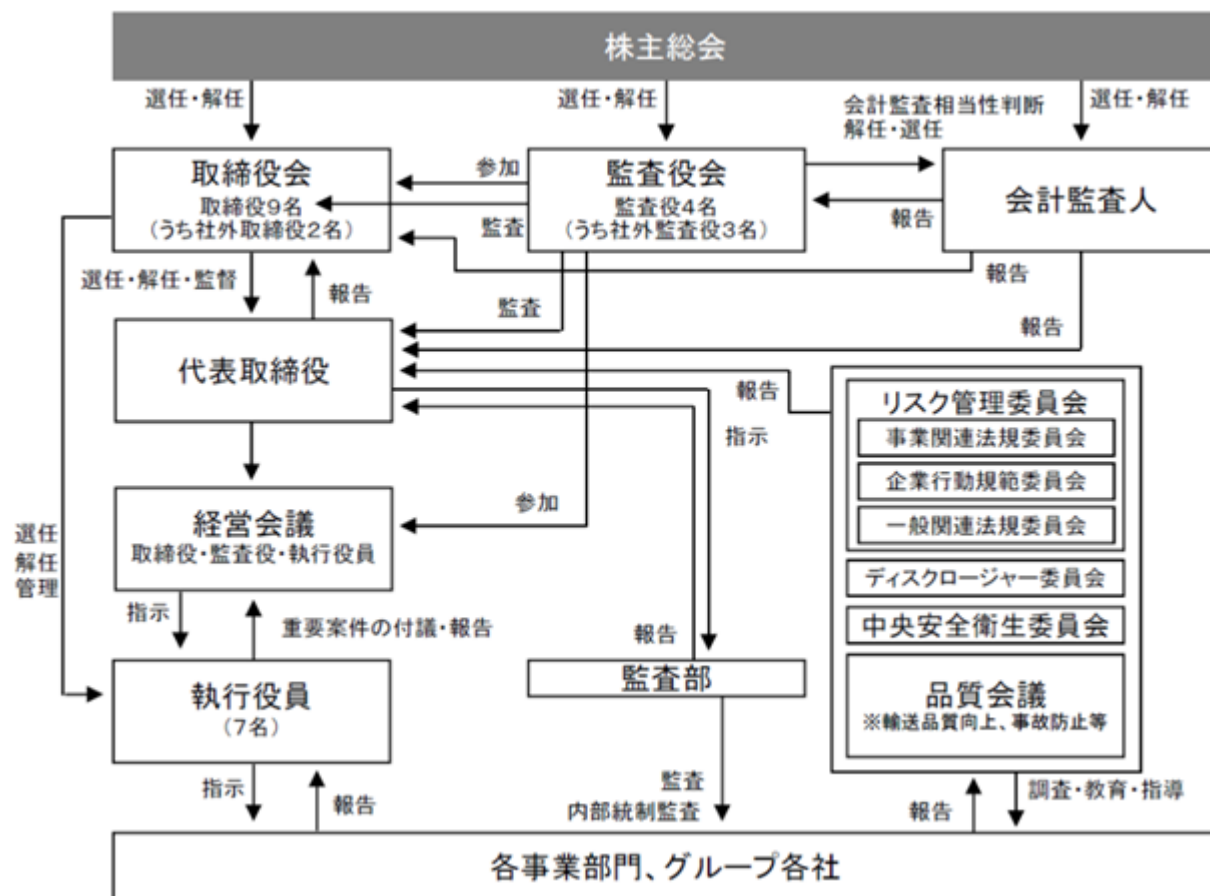 株主総会
選任・解任
選任・解任
会計監査相当性判断
解任・選任
選任・解任
取締役会
取締役9名
(うち社外取締役2名)
参加
監査
監査役会
監査役4名
(うち社外監査役3名)
報告
会計監査人
選任・解任・監督
報告
監査
報告
報告
代表取締役
報告
指示
リスク管理委員会
事業関連法規委員会
企業行動規範委員会
一般関連法規委員会
ディスクロージャー委員会
中央安全衛生委員会
品質会議
※輸送品質向上、事故防止等
経営会議
取締役・監査役・執行役員
参加
選任
解任
管理
指示
重要案件の付議・報告
報告
執行役員
(7名)
監査部
指示
報告
監査
内部統制監査
報告
調査・教育・指導
各事業部門、グループ各社